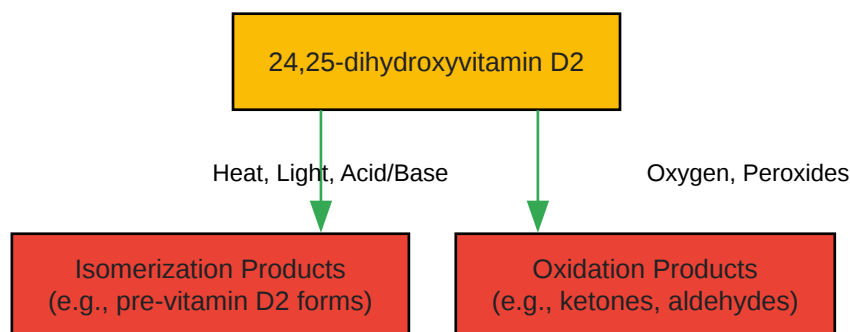 24,25-dihydroxyvitamin D2
Heat, Light, Acid/Base
Oxygen, Peroxides
Isomerization Products
(e.g., pre-vitamin D2 forms)
Oxidation Products
(e.g., ketones, aldehydes)